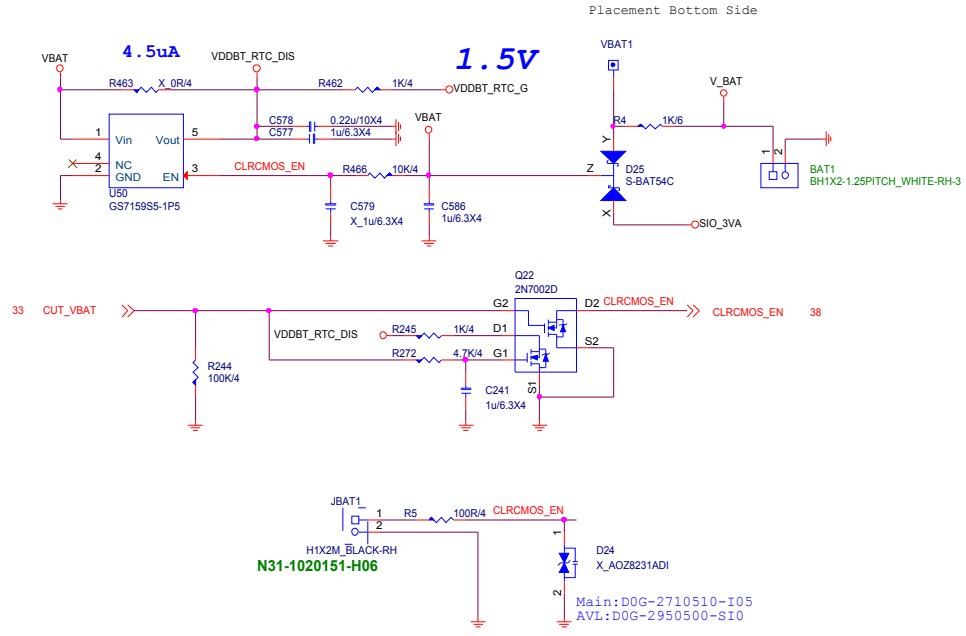 Placement Bottom Side
VBAT
4.5uA
VDDBT_RTC_DIS
1.5V
VBAT1
R463 X_0R/4
R462 1K/4
VDDBT_RTC_G
V_BAT
C578 0.22u/10X4
C577 1u/6.3X4
VBAT
R4 1K/6
1 Vin Vout 5
4 NC
2 GND EN 3
CLRCMOS_EN
R466 10K/4
U50
GS7159S5-1P5
Y
Z
X
D25
S-BAT54C
1 2
BAT1
BH1X2-1.25PITCH_WHITE-RH-3
C579
X_1u/6.3X4
C586
1u/6.3X4
SIO_3VA
Q22
2N7002D
33 CUT_VBAT
G2 D2 CLRCMOS_EN
CLRCMOS_EN 38
VDDBT_RTC_DIS
R245 1K/4 D1
S2
R272 4.7K/4 G1
R244
100K/4
C241
1u/6.3X4
S1
JBAT1
1
2
R5 100R/4
CLRCMOS_EN
H1X2M_BLACK-RH
N31-1020151-H06
1
D24
X_AOZ8231ADI
2
Main:D0G-2710510-I05
AVL:D0G-2950500-SI0